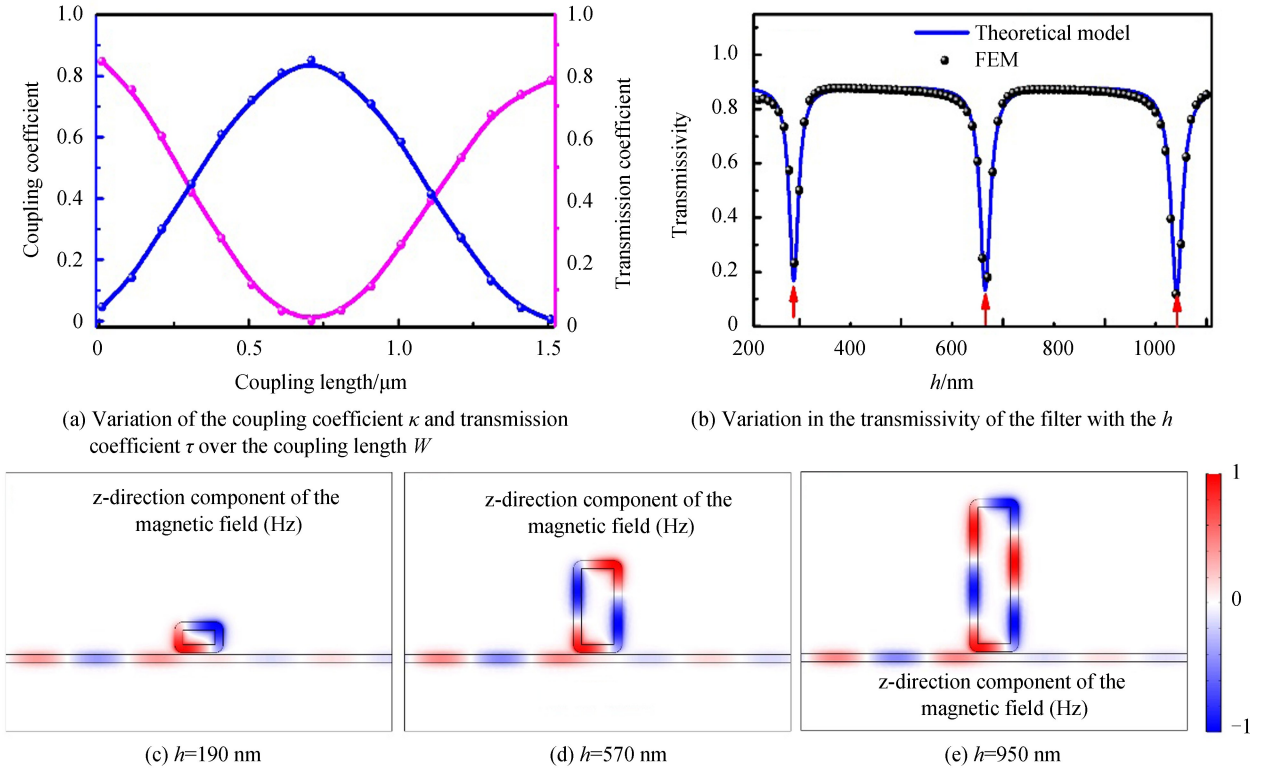 1.0
0.8
0.6
0.4
0.2
0
Coupling coefficient
0
0.5
1.0
1.5
Coupling length/μm
1.0
0.8
0.6
0.4
0.2
0
Transmission coefficient
(a) Variation of the coupling coefficient κ and transmission
coefficient τ over the coupling length W
Theoretical model
FEM
1.0
0.8
0.6
0.4
0.2
0
Transmissivity
200
400
600
800
1000
h/nm
(b) Variation in the transmissivity of the filter with the h
z-direction component of the
magnetic field (Hz)
(c) h=190 nm
z-direction component of the
magnetic field (Hz)
(d) h=570 nm
z-direction component of the
magnetic field (Hz)
(e) h=950 nm
1
0
−1